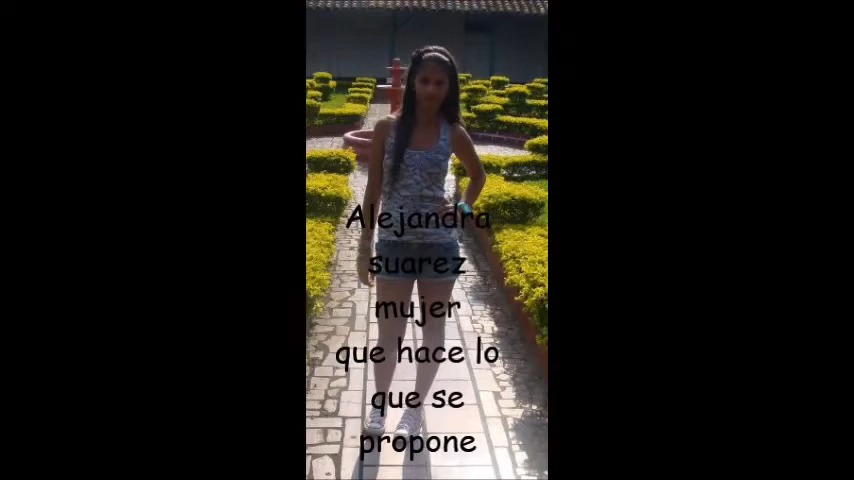 Alejandra
suarez
mujer
que hace lo
que se
propone